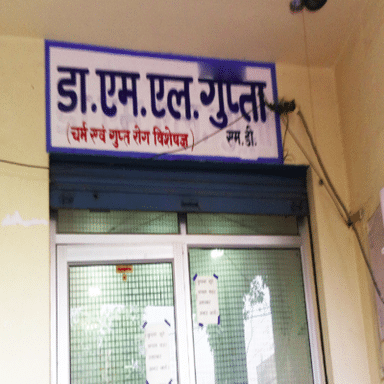 डा.एम.एल.गुप्ता
(चर्म एवं गुप्त रोग विशेषज्ञ) एम.डी.